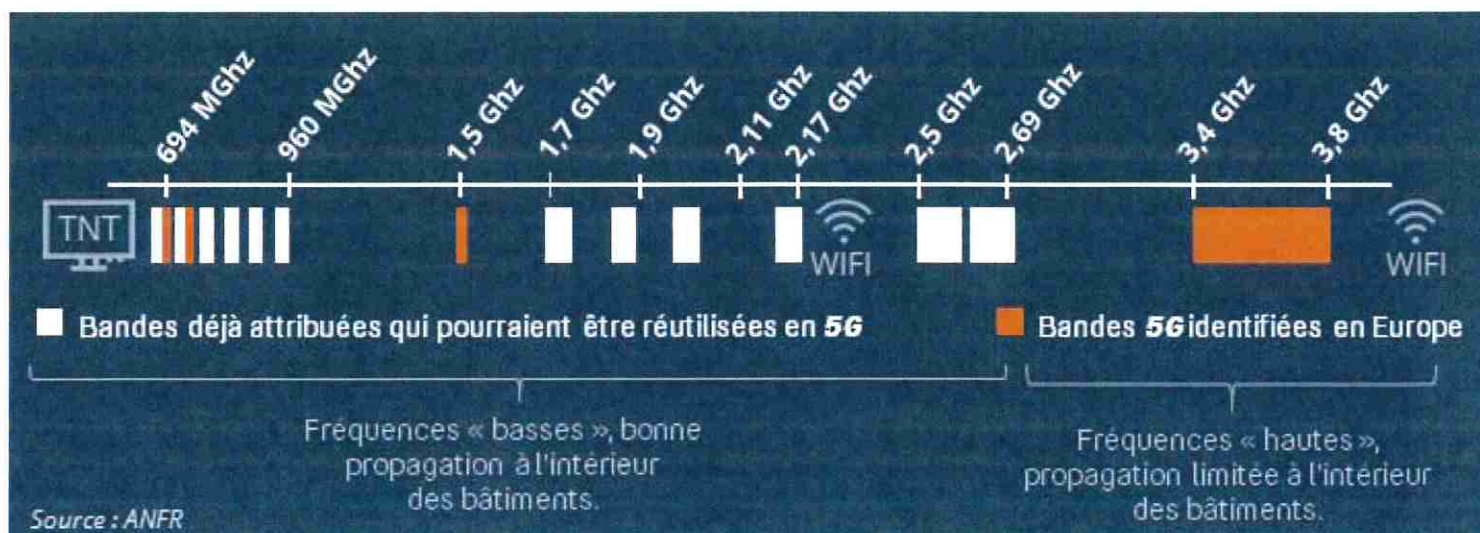 694 MGhz
960 MGhz
1,5 Ghz
1,7 Ghz
1,9 Ghz
2,11 Ghz
2,17 Ghz
2,5 Ghz
2,69 Ghz
3,4 Ghz
3,8 Ghz
TNT
WIFI
WIFI
Bandes déjà attribuées qui pourraient être réutilisées en 5G
Bandes 5G identifiées en Europe
Fréquences « basses », bonne
propagation à l'intérieur
des bâtiments.
Fréquences « hautes »,
propagation limitée à l'intérieur
des bâtiments.
Source : ANFR